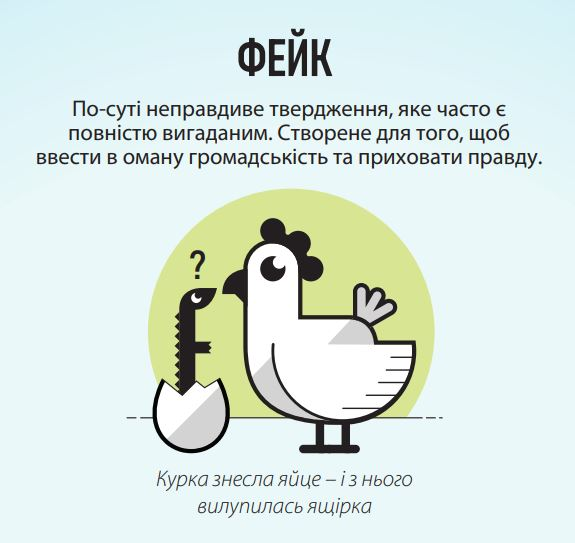 ФЕЙК
По-суті неправдиве твердження, яке часто є
повністю вигаданим. Створене для того, щоб
ввести в оману громадськість та приховати правду.
?
Курка знесла яйце – і з нього
вилупилась ящірка